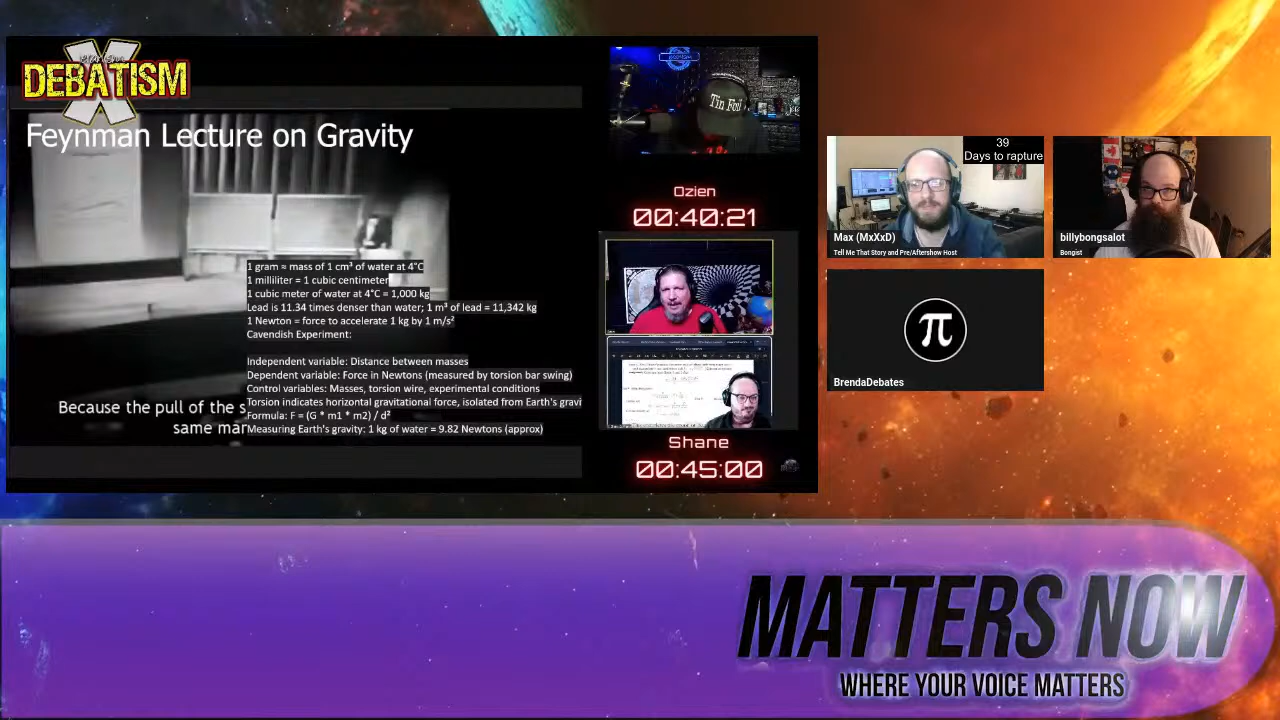 DEBATISM
X
Feynman Lecture on Gravity
1 gram ≈ mass of 1 cm³ of water at 4°C
1 milliliter = 1 cubic centimeter
1 cubic meter of water at 4°C = 1,000 kg
Lead is 11.34 times denser than water; 1 m³ of lead = 11,342 kg
1 Newton = force to accelerate 1 kg by 1 m/s²
Cavendish Experiment:
Independent variable: Distance between masses
Dependent variable: Force in Newtons (measured by torsion bar swing)
Control variables: Masses, torsion wire, experimental conditions
Torsion indicates horizontal gravitational force, isolated from Earth's gravi
Formula: F = (G * m1 * m2) / d²
Measuring Earth's gravity: 1 kg of water = 9.82 Newtons (approx)
Because the pull of the s
same mar
Tin Foil
Ozien
00:40:21
Shane
00:45:00
39
Days to rapture
Max (MxXxD)
Tell Me That Story and Pre/Aftershow Host
billybongsalot
Bongist
π
BrendaDebates
MATTERS NOW
WHERE YOUR VOICE MATTERS